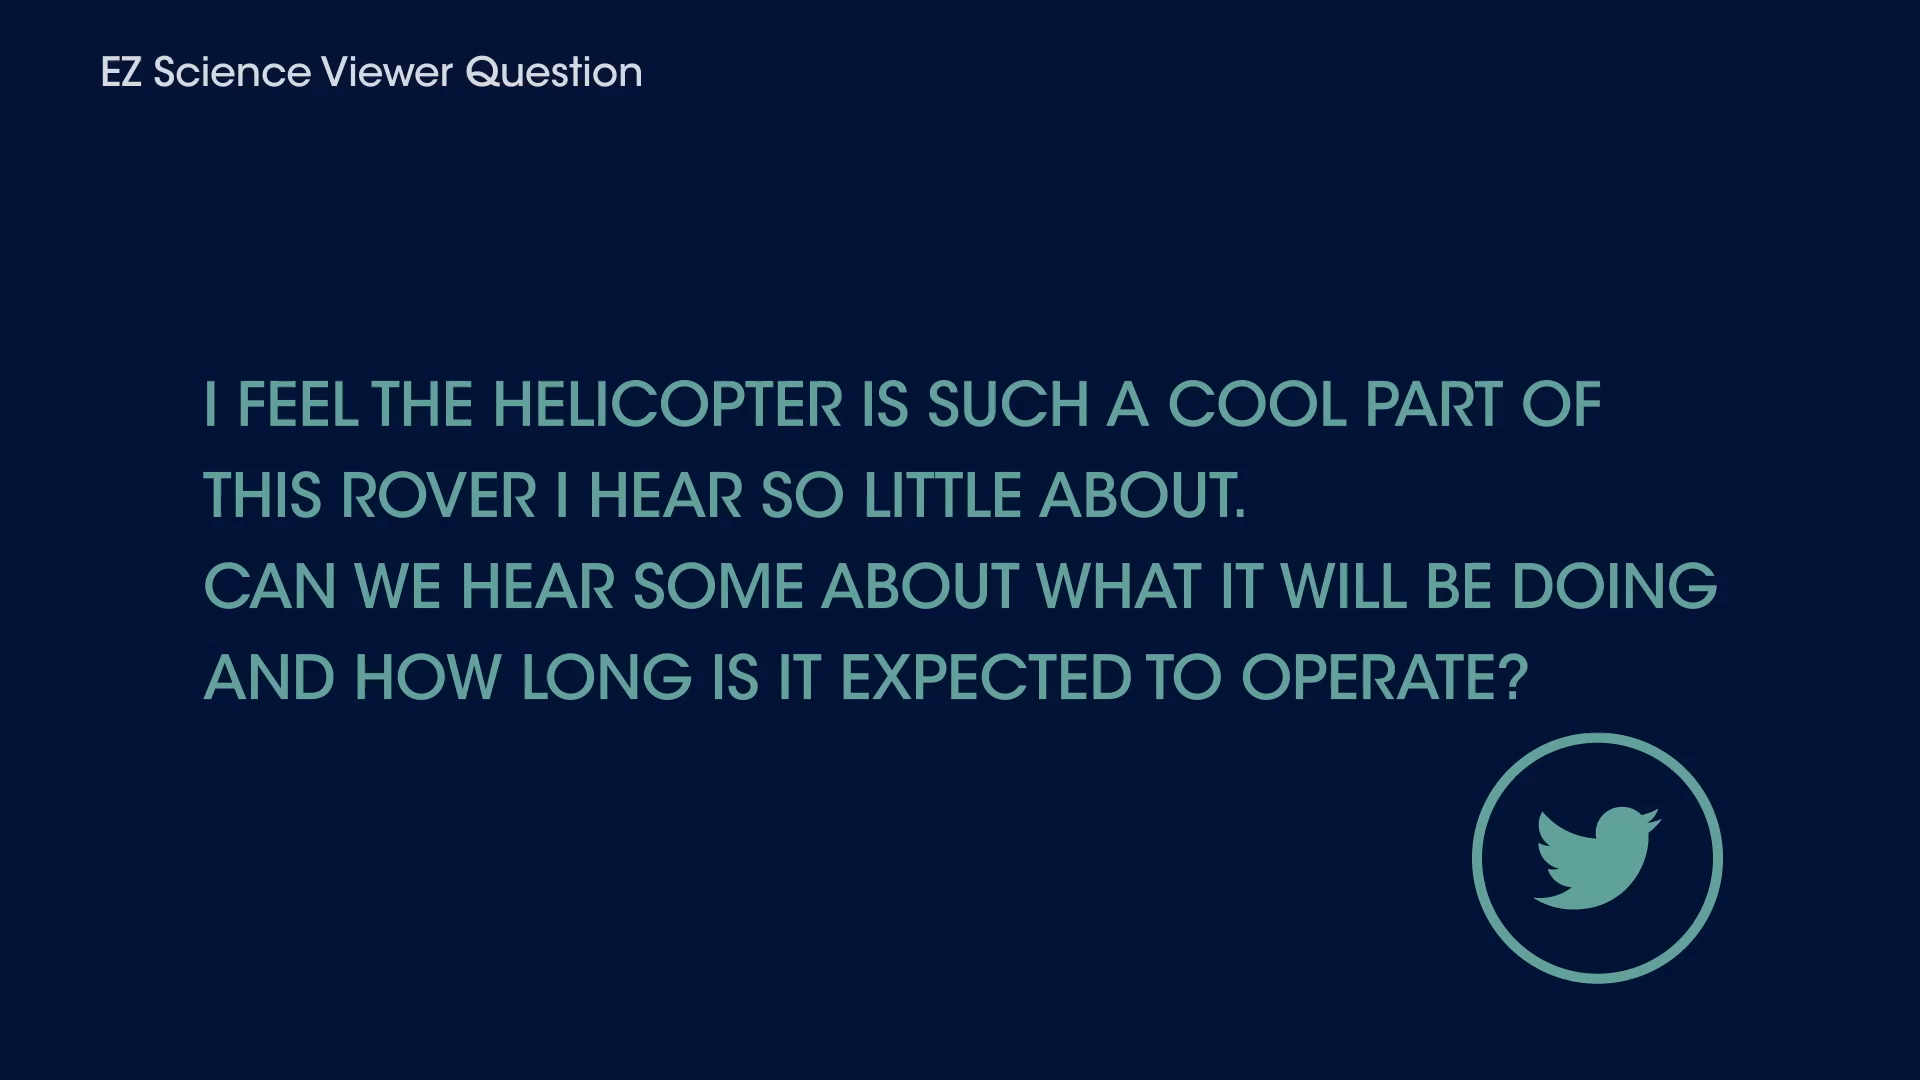 EZ Science Viewer Question
I FEEL THE HELICOPTER IS SUCH A COOL PART OF
THIS ROVER I HEAR SO LITTLE ABOUT.
CAN WE HEAR SOME ABOUT WHAT IT WILL BE DOING
AND HOW LONG IS IT EXPECTED TO OPERATE?